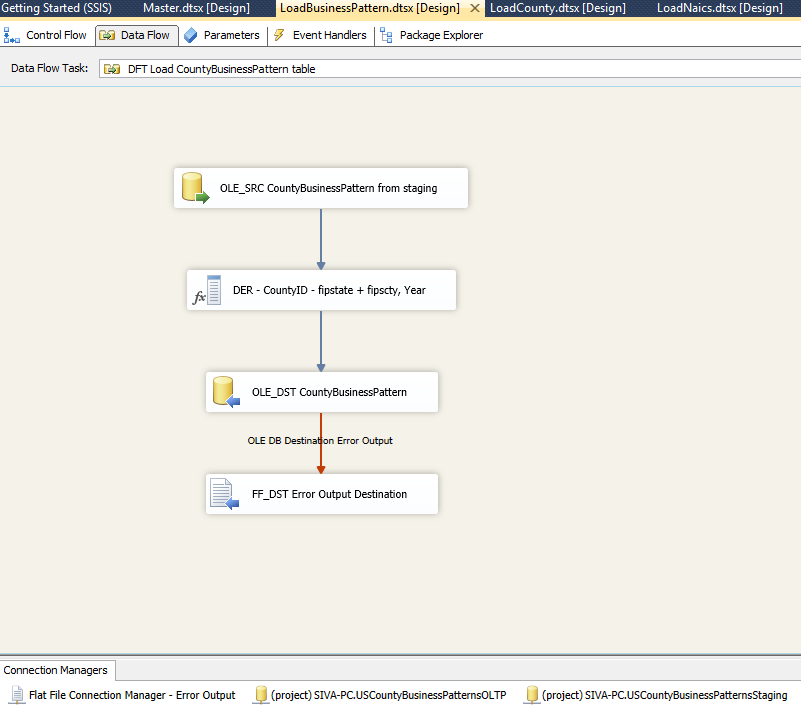 Getting Started (SSIS) Master.dtsx [Design] LoadBusinessPattern.dtsx [Design] LoadCounty.dtsx [Design] LoadNaics.dtsx [Design]
Control Flow Data Flow Parameters Event Handlers Package Explorer
Data Flow Task: DFT Load CountyBusinessPattern table
OLE_SRC CountyBusinessPattern from staging
fx DER - CountyID - fipstate + fipscty, Year
OLE_DST CountyBusinessPattern
OLE DB Destination Error Output
FF_DST Error Output Destination
Connection Managers
Flat File Connection Manager - Error Output (project) SIVA-PC.USCountyBusinessPatternsOLTP (project) SIVA-PC.USCountyBusinessPatternsStaging